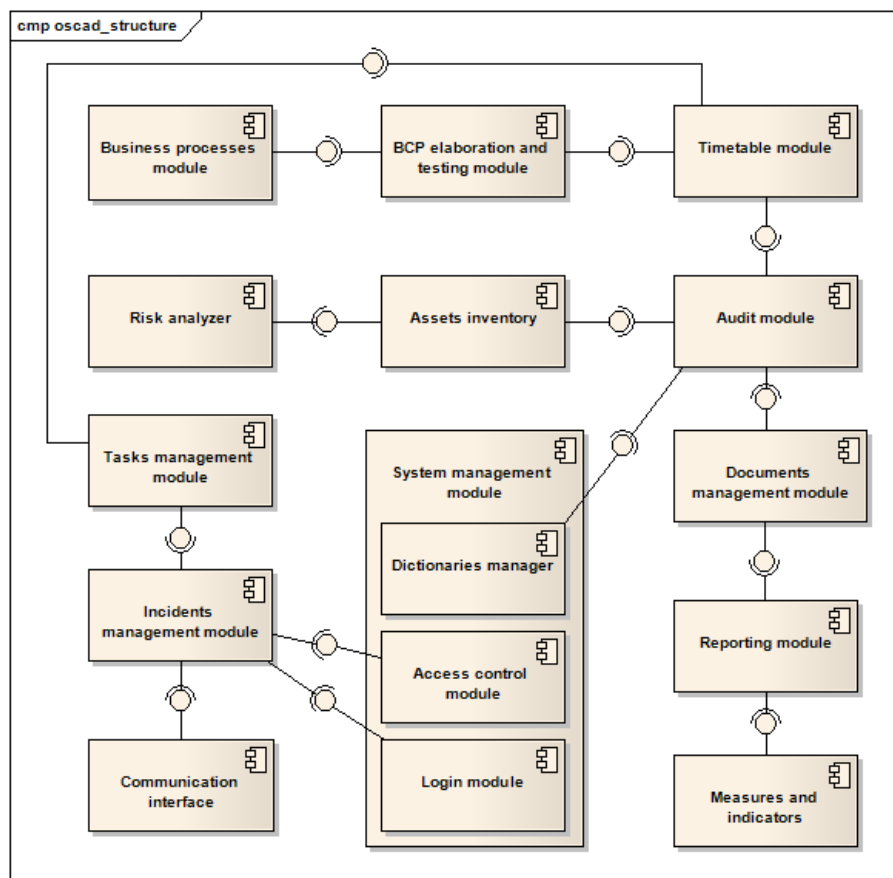 cmp oscad_structure
Business processes
module
BCP elaboration and
testing module
Timetable module
Risk analyzer
Assets inventory
Audit module
Tasks management
module
System management
module
Documents
management module
Dictionaries manager
Incidents
management module
Access control
module
Reporting module
Communication
interface
Login module
Measures and
indicators